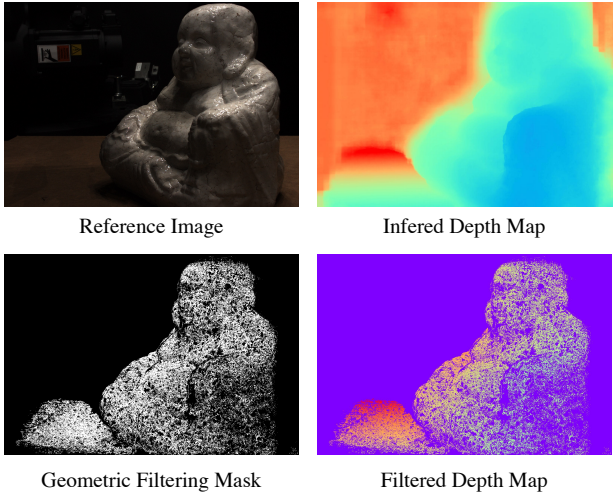 Reference Image
Infered Depth Map
Geometric Filtering Mask
Filtered Depth Map